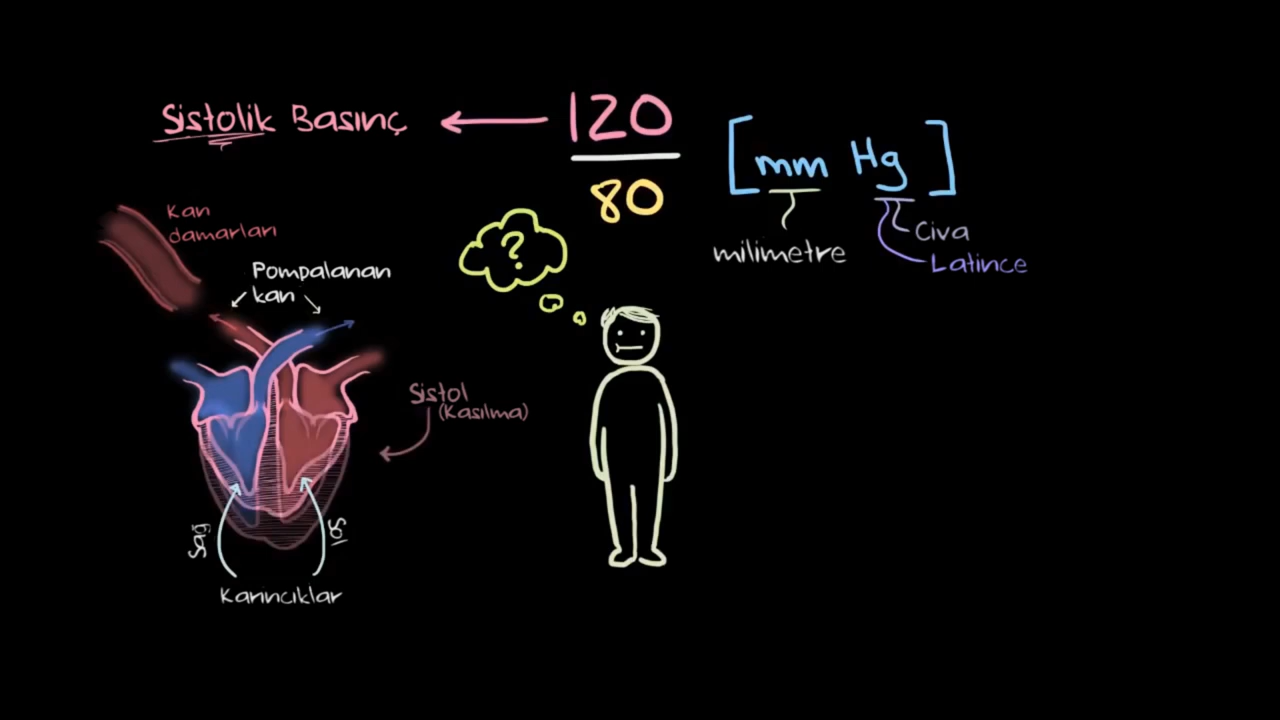 Sistolik Basınç
120
80
[mm Hg]
milimetre
Civa
Latince
Kan
damarları
Pompalanan
kan
?
Sistol
(Kasılma)
Sağ
Sol
Karıncıklar